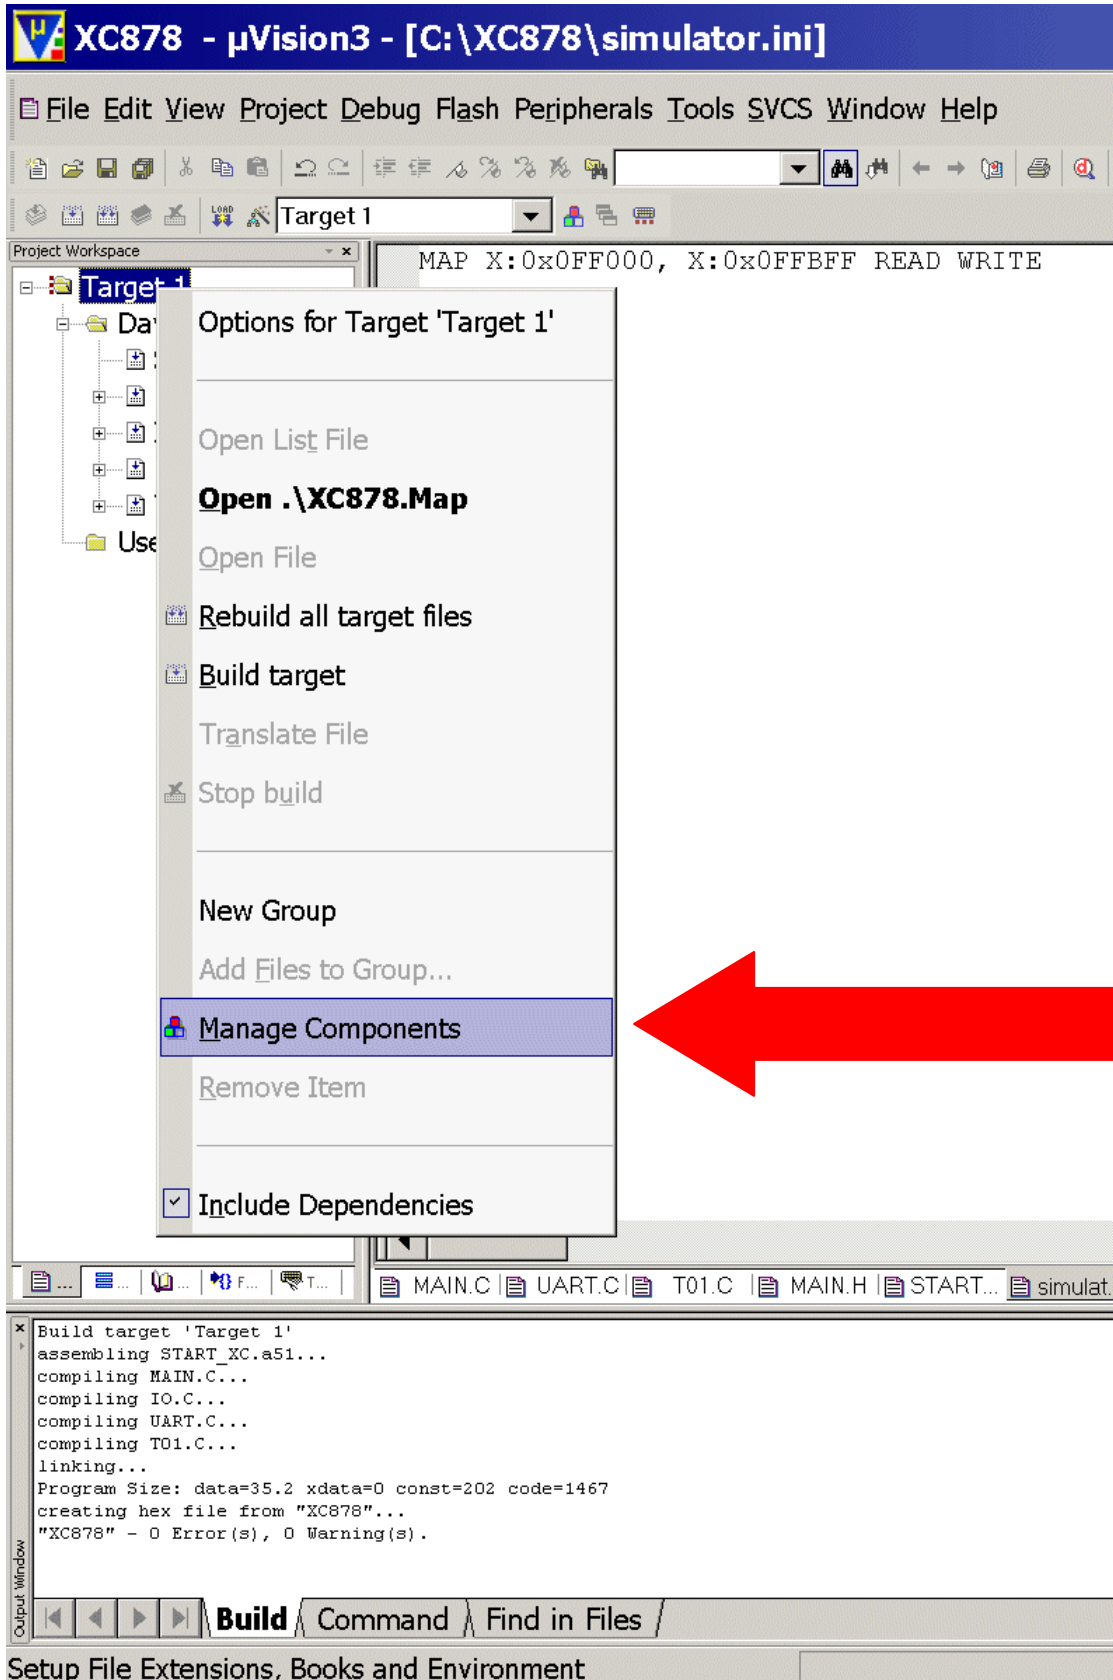 XC878 - µVision3 - [C:\XC878\simulator.ini]
File Edit View Project Debug Flash Peripherals Tools SVCS Window Help
LOAD Target 1
Project Workspace
MAP X:0x0FF000, X:0x0FFBFF READ WRITE
Target 1
Da
Use
Options for Target 'Target 1'
Open List File
Open .\XC878.Map
Open File
Rebuild all target files
Build target
Translate File
Stop build
New Group
Add Files to Group...
Manage Components
Remove Item
Include Dependencies
... ... ... F... T...
MAIN.C UART.C T01.C MAIN.H START... simulat.
Build target 'Target 1'
assembling START_XC.a51...
compiling MAIN.C...
compiling IO.C...
compiling UART.C...
compiling T01.C...
linking...
Program Size: data=35.2 xdata=0 const=202 code=1467
creating hex file from "XC878"...
"XC878" - 0 Error(s), 0 Warning(s).
Output Window
Build Command Find in Files
Setup File Extensions, Books and Environment